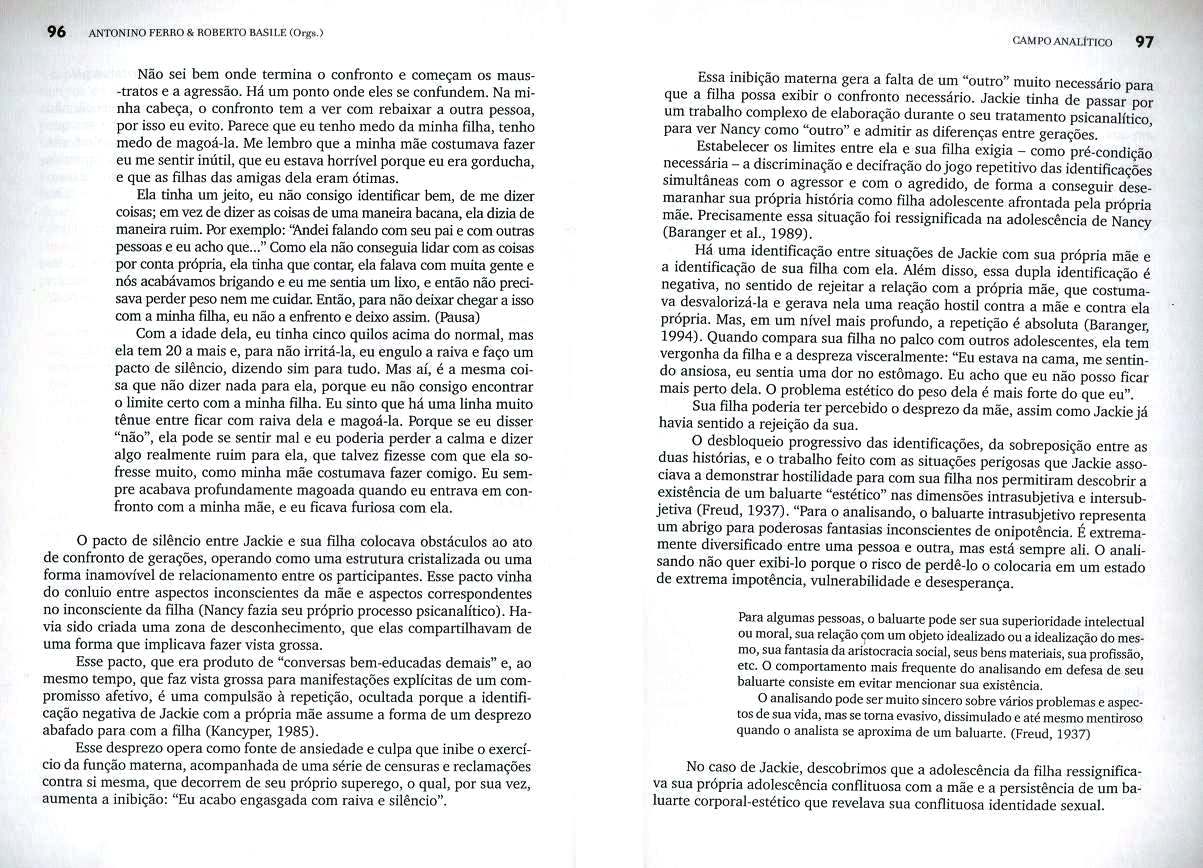 96 ANTONINO FERRO & ROBERTO BASILE (Orgs.)
Não sei bem onde termina o confronto e começam os maus-
-tratos e a agressão. Há um ponto onde eles se confundem. Na mi-
nha cabeça, o confronto tem a ver com rebaixar a outra pessoa,
por isso eu evito. Parece que eu tenho medo da minha filha, tenho
medo de magoá-la. Me lembro que a minha mãe costumava fazer
eu me sentir inútil, que eu estava horrível porque eu era gorducha,
e que as filhas das amigas dela eram ótimas.
Ela tinha um jeito, eu não consigo identificar bem, de me dizer
coisas; em vez de dizer as coisas de uma maneira bacana, ela dizia de
maneira ruim. Por exemplo: “Andei falando com seu pai e com outras
pessoas e eu acho que...” Como ela não conseguia lidar com as coisas
por conta própria, ela tinha que contar, ela falava com muita gente e
nós acabávamos brigando e eu me sentia um lixo, e então não preci-
sava perder peso nem me cuidar. Então, para não deixar chegar a isso
com a minha filha, eu não a enfrento e deixo assim. (Pausa)
Com a idade dela, eu tinha cinco quilos acima do normal, mas
ela tem 20 a mais e, para não irritá-la, eu engulo a raiva e faço um
pacto de silêncio, dizendo sim para tudo. Mas aí, é a mesma coi-
sa que não dizer nada para ela, porque eu não consigo encontrar
o limite certo com a minha filha. Eu sinto que há uma linha muito
tênue entre ficar com raiva dela e magoá-la. Porque se eu disser
“não”, ela pode se sentir mal e eu poderia perder a calma e dizer
algo realmente ruim para ela, que talvez fizesse com que ela so-
fresse muito, como minha mãe costumava fazer comigo. Eu sem-
pre acabava profundamente magoada quando eu entrava em con-
fronto com a minha mãe, e eu ficava furiosa com ela.
O pacto de silêncio entre Jackie e sua filha colocava obstáculos ao ato
de confronto de gerações, operando como uma estrutura cristalizada ou uma
forma inamovível de relacionamento entre os participantes. Esse pacto vinha
do conluio entre aspectos inconscientes da mãe e aspectos correspondentes
no inconsciente da filha (Nancy fazia seu próprio processo psicanalítico). Ha-
via sido criada uma zona de desconhecimento, que elas compartilhavam de
uma forma que implicava fazer vista grossa.
Esse pacto, que era produto de “conversas bem-educadas demais” e, ao
mesmo tempo, que faz vista grossa para manifestações explícitas de um com-
promisso afetivo, é uma compulsão à repetição, ocultada porque a identifi-
cação negativa de Jackie com a própria mãe assume a forma de um desprezo
abafado para com a filha (Kancyper, 1985).
Esse desprezo opera como fonte de ansiedade e culpa que inibe o exercí-
cio da função materna, acompanhada de uma série de censuras e reclamações
contra si mesma, que decorrem de seu próprio superego, o qual, por sua vez,
aumenta a inibição: “Eu acabo engasgada com raiva e silêncio”.
CAMPO ANALÍTICO 97
Essa inibição materna gera a falta de um “outro” muito necessário para
que a filha possa exibir o confronto necessário. Jackie tinha de passar por
um trabalho complexo de elaboração durante o seu tratamento psicanalítico,
para ver Nancy como “outro” e admitir as diferenças entre gerações.
Estabelecer os limites entre ela e sua filha exigia – como pré-condição
necessária – a discriminação e decifração do jogo repetitivo das identificações
simultâneas com o agressor e com o agredido, de forma a conseguir dese-
maranhar sua própria história como filha adolescente afrontada pela própria
mãe. Precisamente essa situação foi ressignificada na adolescência de Nancy
(Baranger et al., 1989).
Há uma identificação entre situações de Jackie com sua própria mãe e
a identificação de sua filha com ela. Além disso, essa dupla identificação é
negativa, no sentido de rejeitar a relação com a própria mãe, que costuma-
va desvalorizá-la e gerava nela uma reação hostil contra a mãe e contra ela
própria. Mas, em um nível mais profundo, a repetição é absoluta (Baranger,
1994). Quando compara sua filha no palco com outros adolescentes, ela tem
vergonha da filha e a despreza visceralmente: “Eu estava na cama, me sentin-
do ansiosa, eu sentia uma dor no estômago. Eu acho que eu não posso ficar
mais perto dela. O problema estético do peso dela é mais forte do que eu”.
Sua filha poderia ter percebido o desprezo da mãe, assim como Jackie já
havia sentido a rejeição da sua.
O desbloqueio progressivo das identificações, da sobreposição entre as
duas histórias, e o trabalho feito com as situações perigosas que Jackie asso-
ciava a demonstrar hostilidade para com sua filha nos permitiram descobrir a
existência de um baluarte “estético” nas dimensões intrasubjetiva e intersub-
jetiva (Freud, 1937). “Para o analisando, o baluarte intrasubjetivo representa
um abrigo para poderosas fantasias inconscientes de onipotência. É extrema-
mente diversificado entre uma pessoa e outra, mas está sempre ali. O anali-
sando não quer exibi-lo porque o risco de perdê-lo o colocaria em um estado
de extrema impotência, vulnerabilidade e desesperança.
Para algumas pessoas, o baluarte pode ser sua superioridade intelectual
ou moral, sua relação com um objeto idealizado ou a idealização do mes-
mo, sua fantasia da aristocracia social, seus bens materiais, sua profissão,
etc. O comportamento mais frequente do analisando em defesa de seu
baluarte consiste em evitar mencionar sua existência.
O analisando pode ser muito sincero sobre vários problemas e aspec-
tos de sua vida, mas se torna evasivo, dissimulado e até mesmo mentiroso
quando o analista se aproxima de um baluarte. (Freud, 1937)
No caso de Jackie, descobrimos que a adolescência da filha ressignifica-
va sua própria adolescência conflituosa com a mãe e a persistência de um ba-
luarte corporal-estético que revelava sua conflituosa identidade sexual.